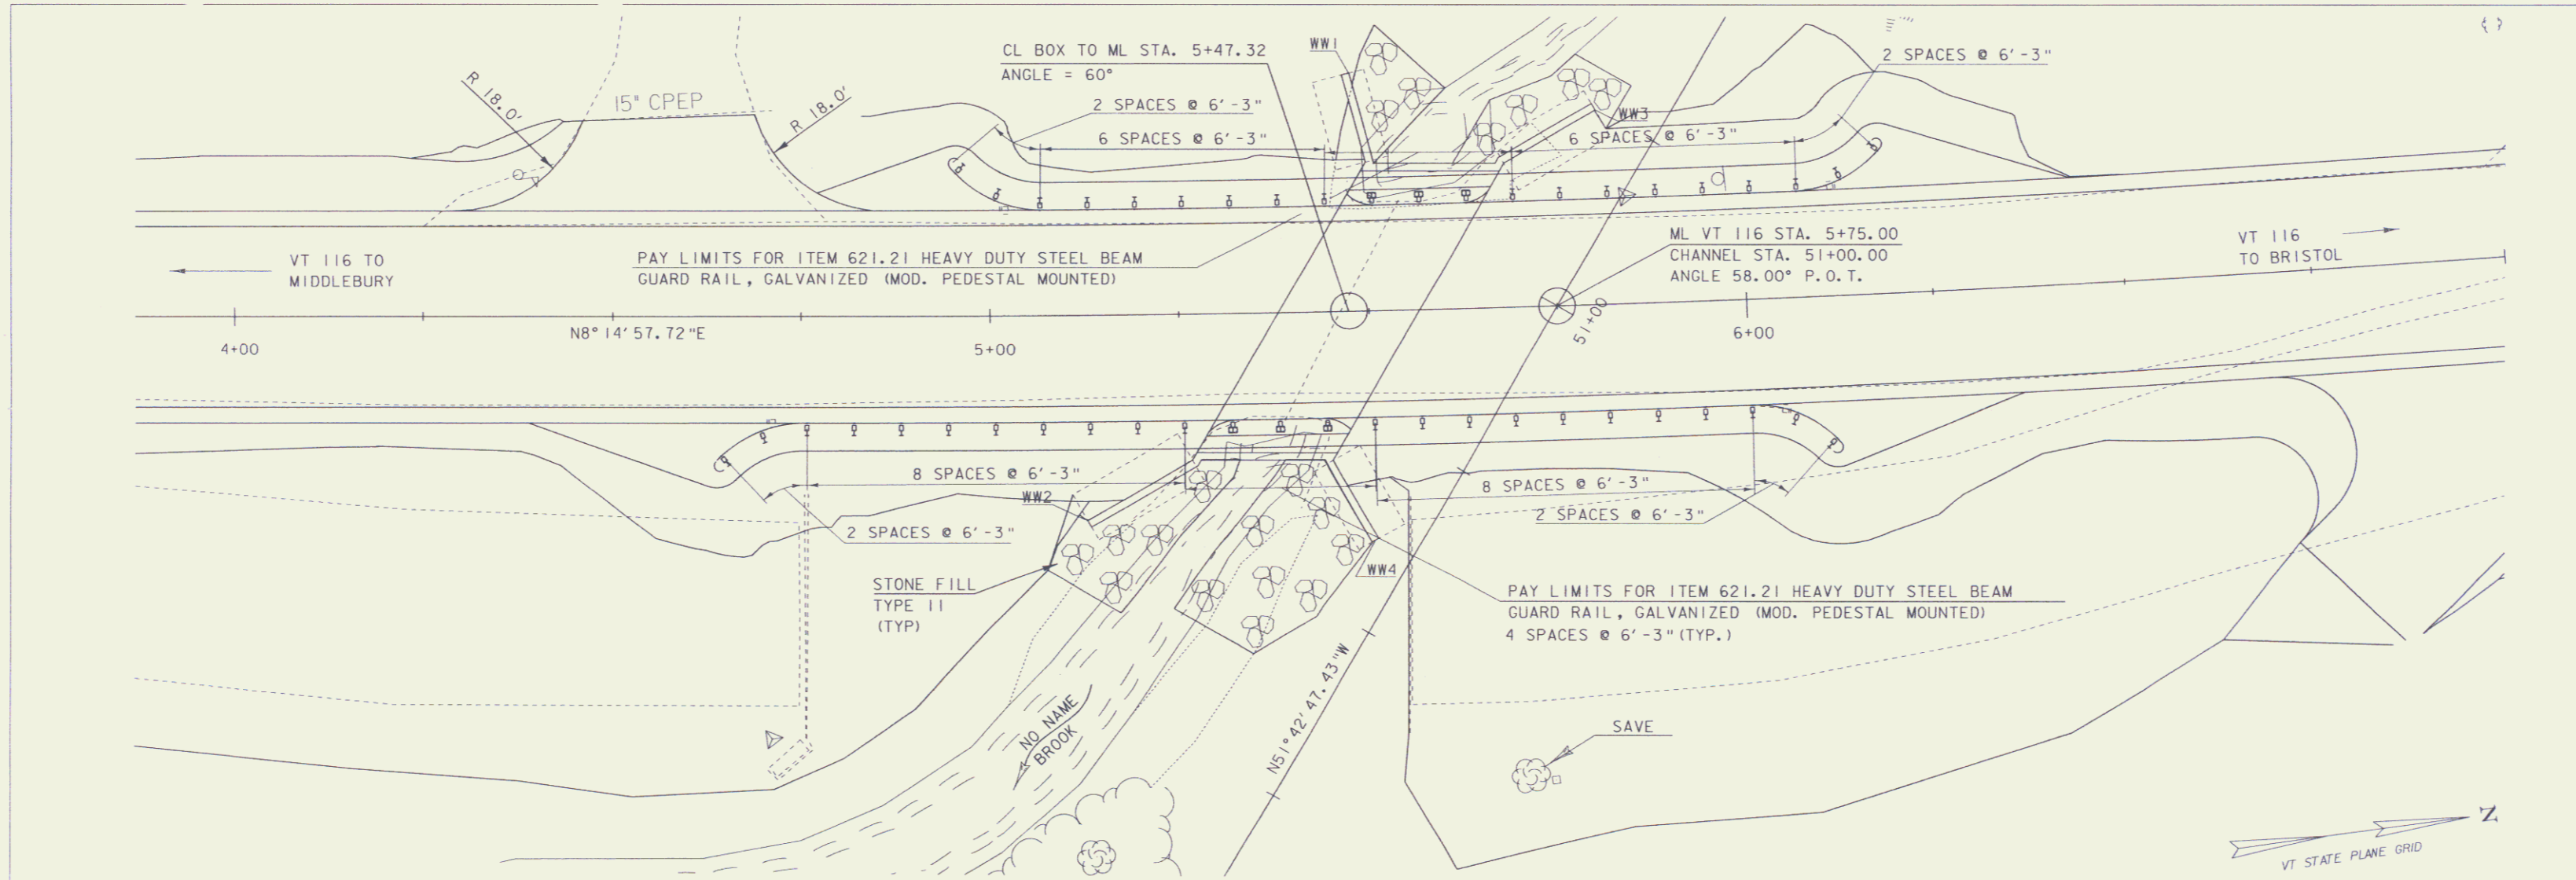 CL BOX TO ML STA. 5+47.32
ANGLE = 60°
WW1
2 SPACES @ 6'-3"
R 18.0'
15" CPEP
R 18.0'
2 SPACES @ 6'-3"
6 SPACES @ 6'-3"
WW3
6 SPACES @ 6'-3"
VT 116 TO
MIDDLEBURY
PAY LIMITS FOR ITEM 621.21 HEAVY DUTY STEEL BEAM
GUARD RAIL, GALVANIZED (MOD. PEDESTAL MOUNTED)
ML VT 116 STA. 5+75.00
CHANNEL STA. 51+00.00
ANGLE 58.00° P.O.T.
VT 116
TO BRISTOL
N8°14'57.72"E
4+00
5+00
51+00
6+00
8 SPACES @ 6'-3"
WW2
8 SPACES @ 6'-3"
2 SPACES @ 6'-3"
2 SPACES @ 6'-3"
STONE FILL
TYPE II
(TYP)
WW4
PAY LIMITS FOR ITEM 621.21 HEAVY DUTY STEEL BEAM
GUARD RAIL, GALVANIZED (MOD. PEDESTAL MOUNTED)
4 SPACES @ 6'-3" (TYP.)
NO NAME
BROOK
N51°42'47.43"W
SAVE
N
VT STATE PLANE GRID